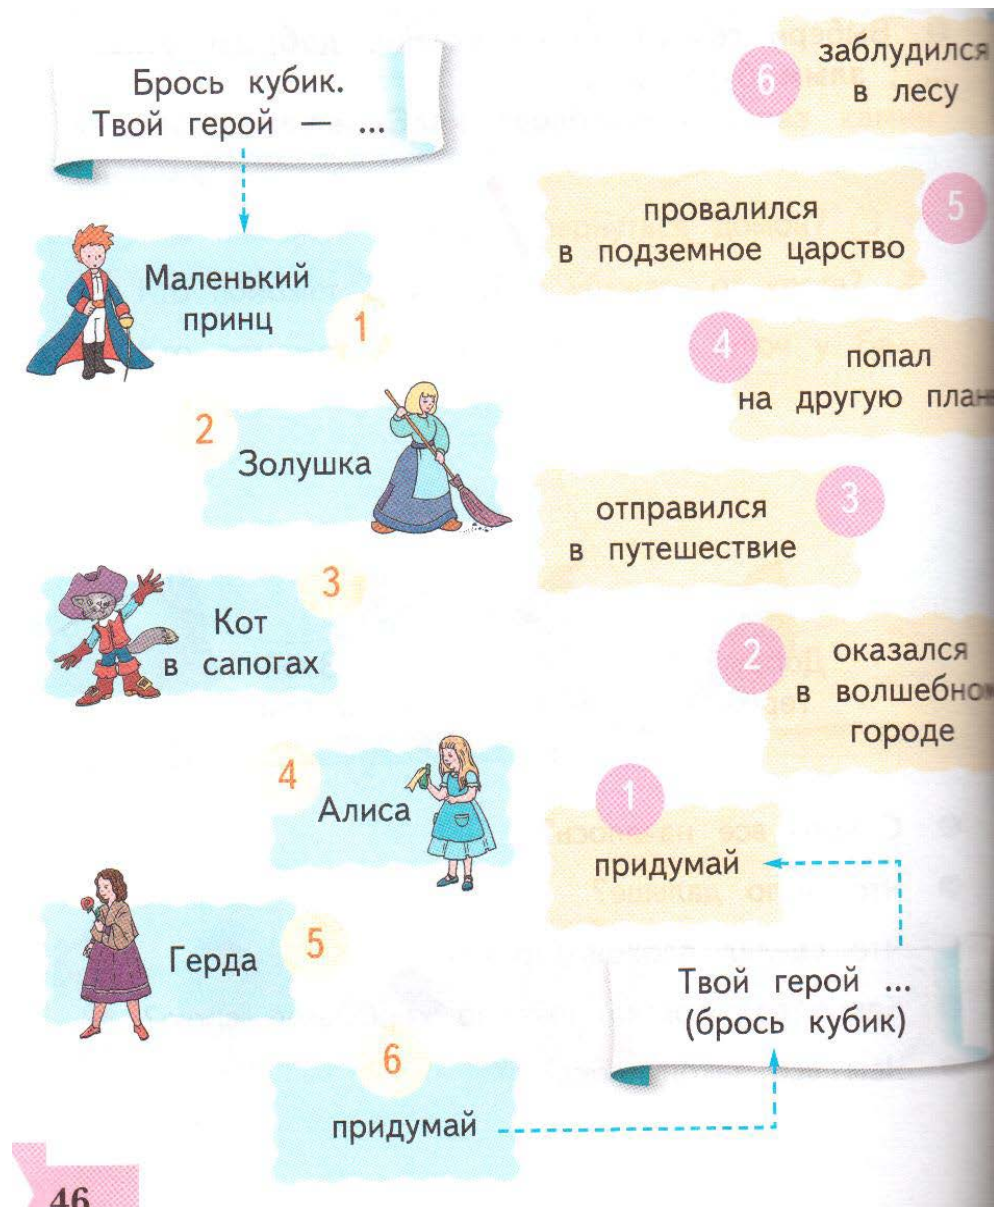 Брось кубик.
Твой герой — ...
Маленький
принц
1
2
Золушка
3
Кот
в сапогах
4
Алиса
Герда
5
6
придумай
Твой герой ...
(брось кубик)
1
придумай
2
оказался
в волшебно
городе
3
отправился
в путешествие
4
попал
на другую план
5
провалился
в подземное царство
6
заблудился
в лесу
46